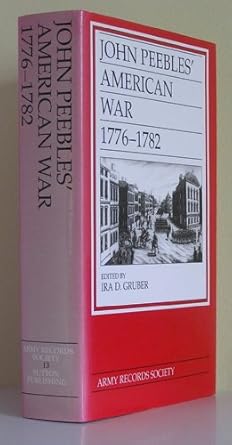 JOHN PEEBLES'
AMERICAN WAR
1776–1782
ARMY RECORDS
SOCIETY
13
SUTTON
PUBLISHING
JOHN PEEBLES'
AMERICAN
WAR
1776–1782
EDITED BY
IRA D. GRUBER
ARMY RECORDS SOCIETY